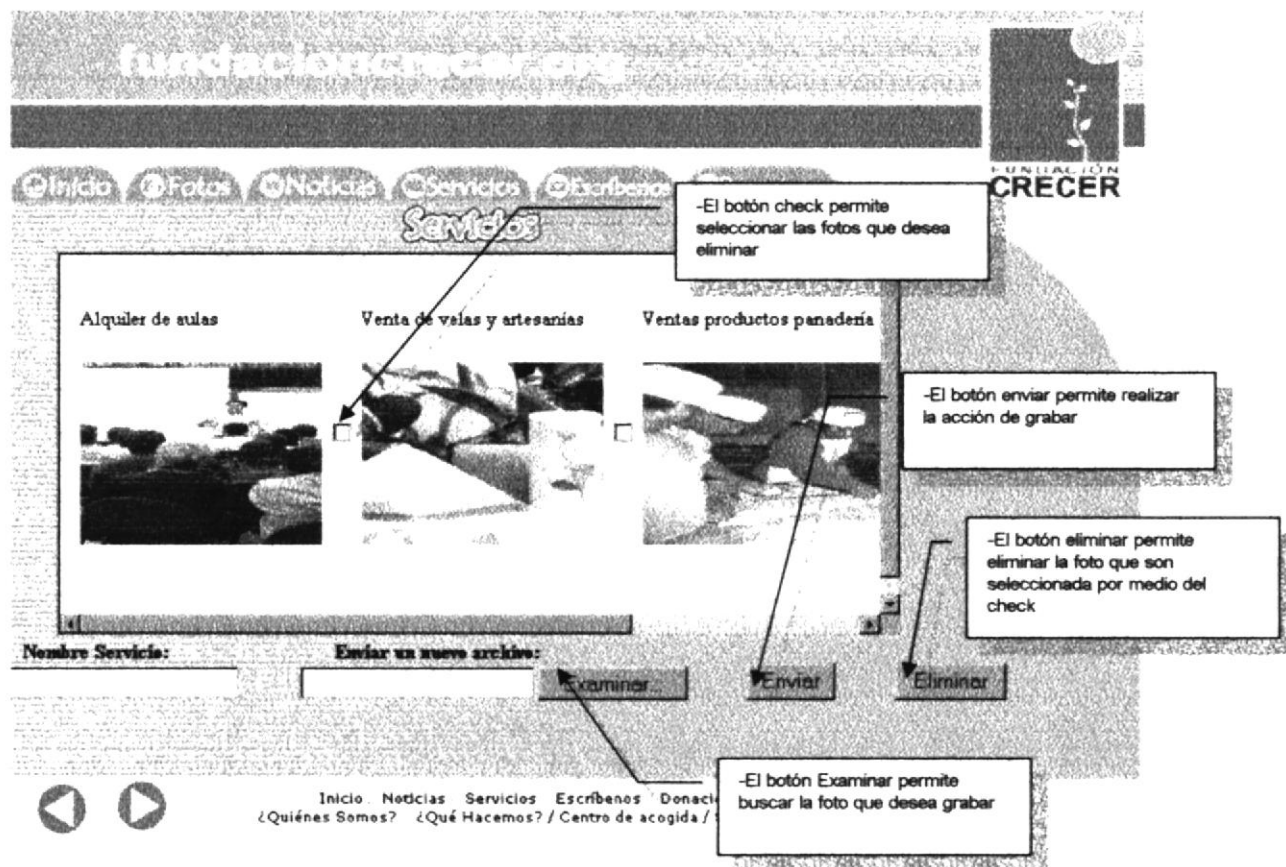 fundacioncrecer.org
FUNDACIÓN
CRECER
Inicio Fotos Noticias Servicios Escríbenos
Servicios
-El botón check permite
seleccionar las fotos que desea
eliminar
Alquiler de aulas
Venta de velas y artesanías
Ventas productos panadería
-El botón enviar permite realizar
la acción de grabar
-El botón eliminar permite
eliminar la foto que son
seleccionada por medio del
check
Nombre Servicio:
Enviar un nuevo archivo:
Examinar...
Enviar
Eliminar
-El botón Examinar permite
buscar la foto que desea grabar
Inicio Noticias Servicios Escríbenos Donaci
¿Quiénes Somos? ¿Qué Hacemos? / Centro de acogida /